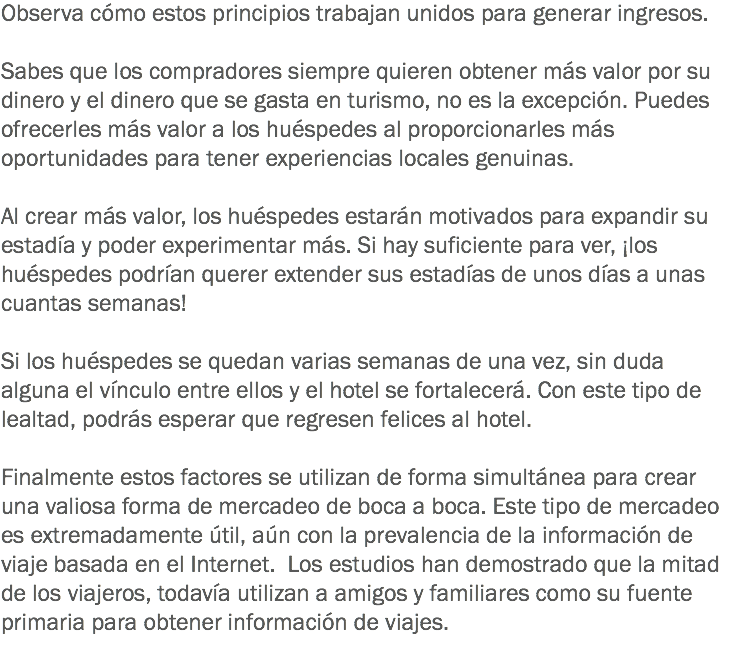 Observa cómo estos principios trabajan unidos para generar ingresos.
Sabes que los compradores siempre quieren obtener más valor por su
dinero y el dinero que se gasta en turismo, no es la excepción. Puedes
ofrecerles más valor a los huéspedes al proporcionarles más
oportunidades para tener experiencias locales genuinas.
Al crear más valor, los huéspedes estarán motivados para expandir su
estadía y poder experimentar más. Si hay suficiente para ver, ¡los
huéspedes podrían querer extender sus estadías de unos días a unas
cuantas semanas!
Si los huéspedes se quedan varias semanas de una vez, sin duda
alguna el vínculo entre ellos y el hotel se fortalecerá. Con este tipo de
lealtad, podrás esperar que regresen felices al hotel.
Finalmente estos factores se utilizan de forma simultánea para crear
una valiosa forma de mercadeo de boca a boca. Este tipo de mercadeo
es extremadamente útil, aún con la prevalencia de la información de
viaje basada en el Internet.  Los estudios han demostrado que la mitad
de los viajeros, todavía utilizan a amigos y familiares como su fuente
primaria para obtener información de viajes.